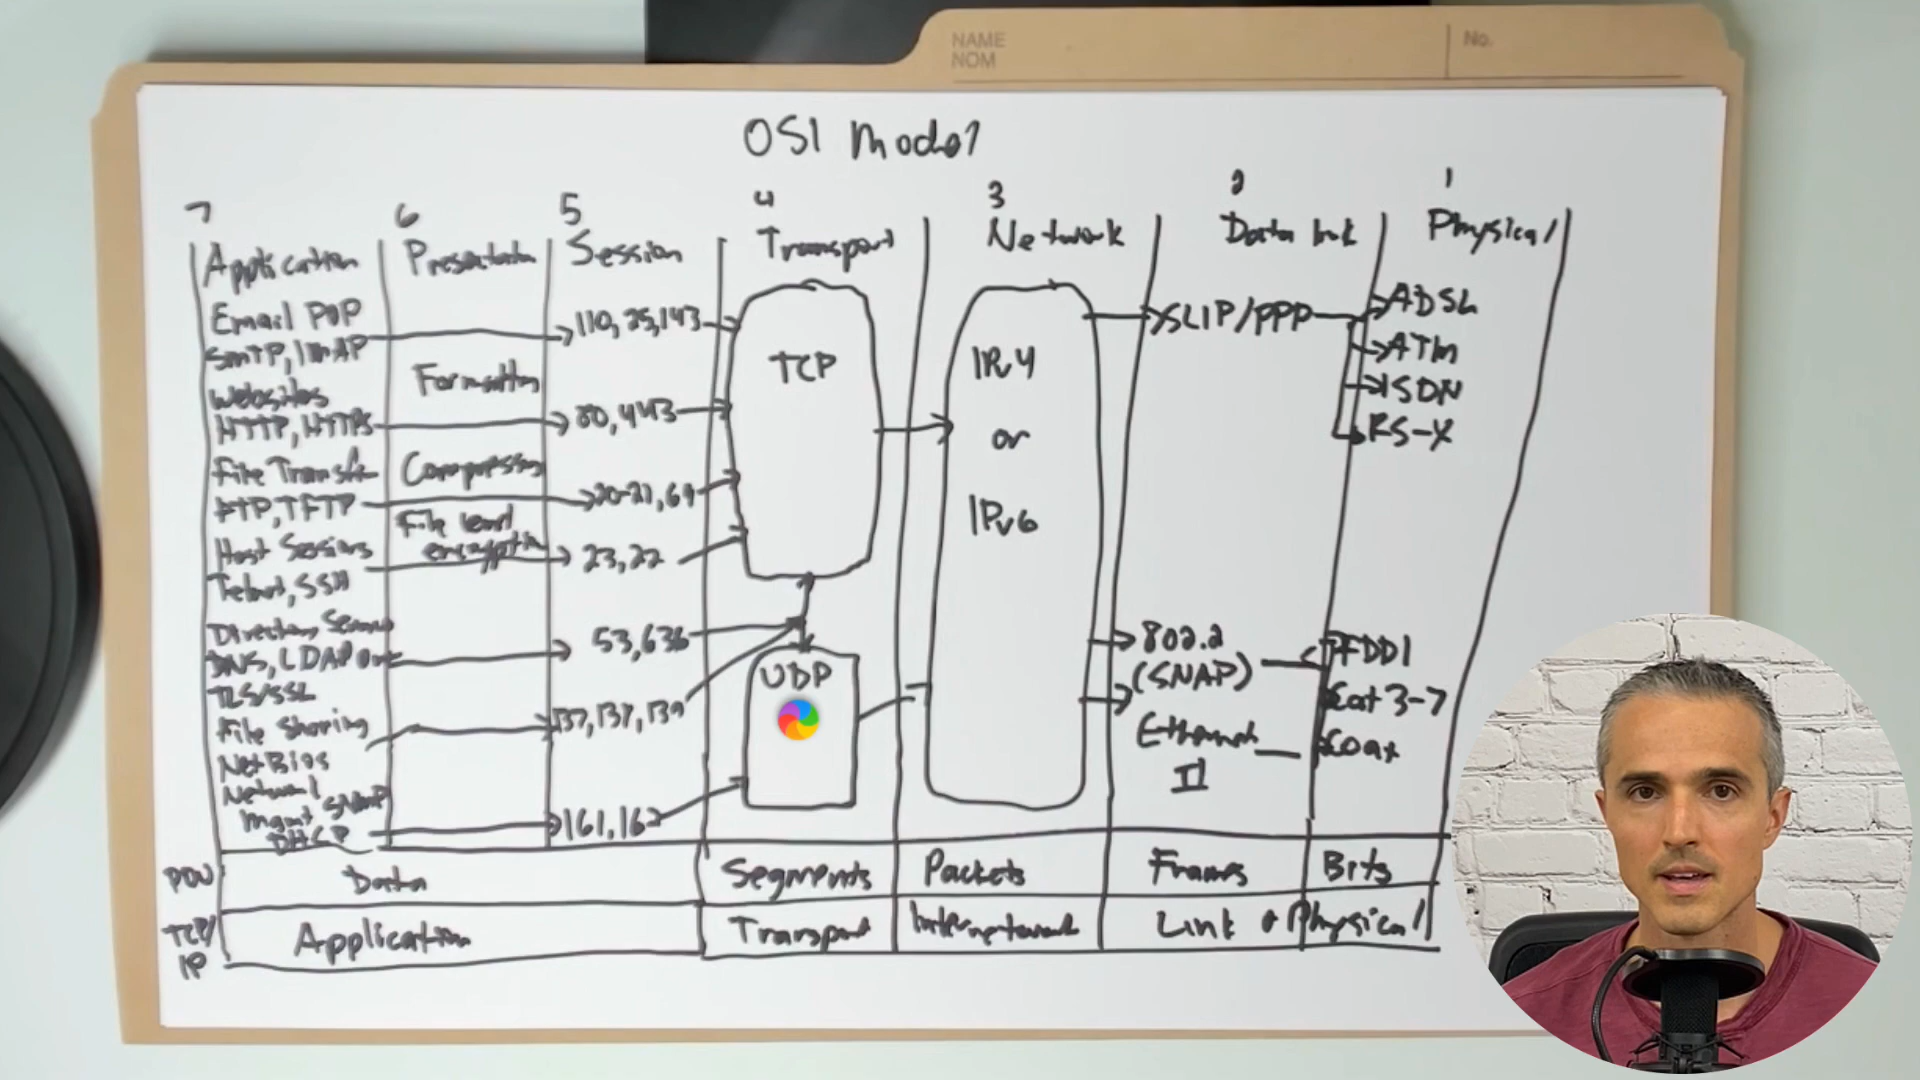 NAME
NOM
No.
OSI Model
7
6
5
4
3
2
1
Application
Presentation
Session
Transport
Network
Data link
Physical
Email POP
SMTP, IMAP
Websites
HTTP, HTTPS
File Transfer
FTP, TFTP
Host Sessions
Telnet, SSH
Directory Services
DNS, LDAP over
TLS/SSL
File Sharing
NetBios
Network
Mgmt SNMP
DHCP
Formatting
Compression
File level
encryption
110, 25, 143
80, 443
20-21, 69
23, 22
53, 636
137, 138, 139
161, 162
TCP
UDP
IPv4
or
IPv6
SLIP/PPP
802.2
(SNAP)
Ethernet
II
ADSL
ATM
ISDN
RS-X
FDDI
Cat 3-7
Coax
PDU
Data
Segments
Packets
Frames
Bits
TCP/
IP
Application
Transport
Internetwork
Link & Physical